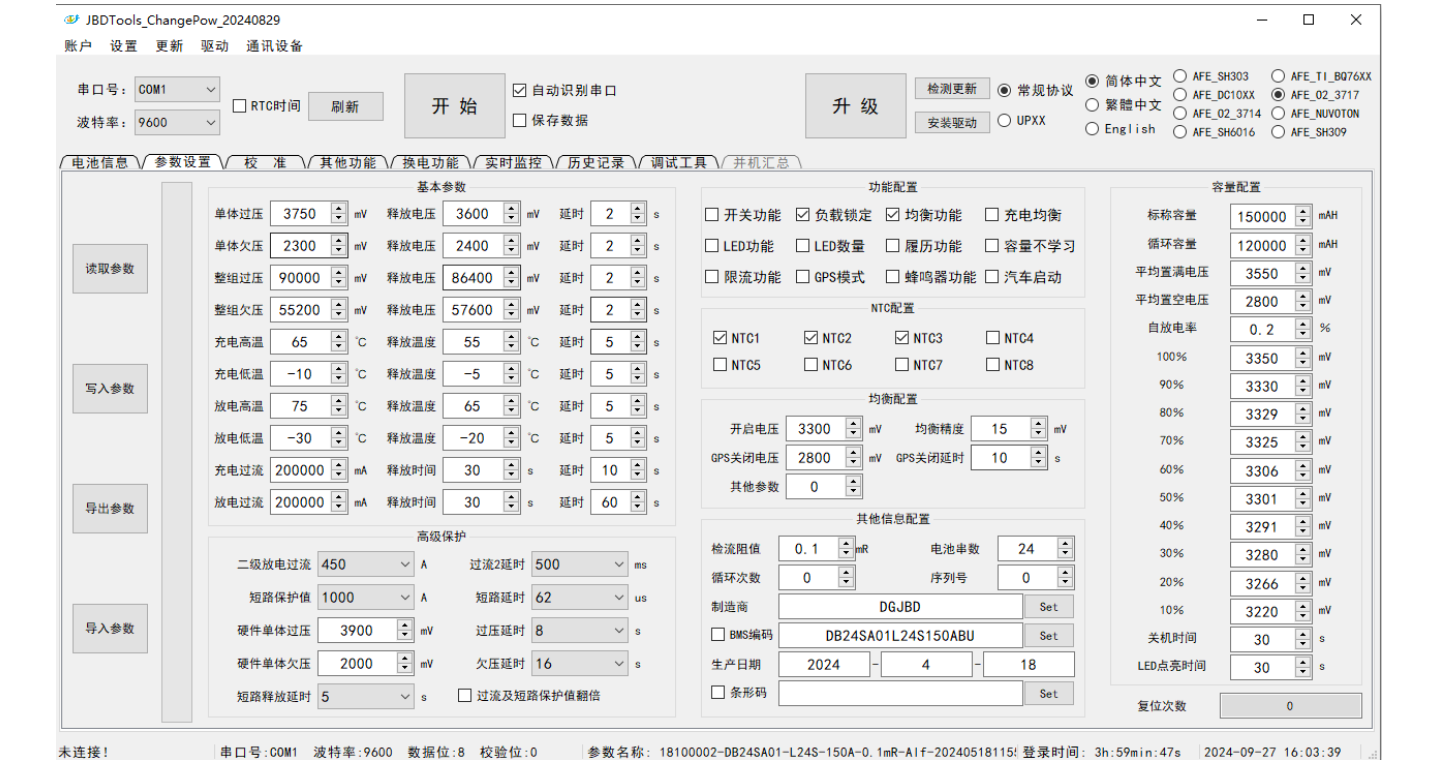 JBDTools_ChangePow_20240829
账户 设置 更新 驱动 通讯设备
串口号: COM1
波特率: 9600
RTC时间 刷新
开 始
自动识别串口
保存数据
升 级
检测更新
安装驱动
常规协议
UPXX
简体中文
繁體中文
English
AFE_SH303 AFE_TI_BQ76XX
AFE_DC10XX AFE_02_3717
AFE_02_3714 AFE_NUVOTON
AFE_SH6016 AFE_SH309
电池信息 参数设置 校 准 其他功能 换电功能 实时监控 历史记录 调试工具 并机汇总
读取参数
写入参数
导出参数
导入参数
基本参数
单体过压 3750 mV 释放电压 3600 mV 延时 2 s
单体欠压 2300 mV 释放电压 2400 mV 延时 2 s
整组过压 90000 mV 释放电压 86400 mV 延时 2 s
整组欠压 55200 mV 释放电压 57600 mV 延时 2 s
充电高温 65 ℃ 释放温度 55 ℃ 延时 5 s
充电低温 -10 ℃ 释放温度 -5 ℃ 延时 5 s
放电高温 75 ℃ 释放温度 65 ℃ 延时 5 s
放电低温 -30 ℃ 释放温度 -20 ℃ 延时 5 s
充电过流 200000 mA 释放时间 30 s 延时 10 s
放电过流 200000 mA 释放时间 30 s 延时 60 s
高级保护
二级放电过流 450 A 过流2延时 500 ms
短路保护值 1000 A 短路延时 62 us
硬件单体过压 3900 mV 过压延时 8 s
硬件单体欠压 2000 mV 欠压延时 16 s
短路释放延时 5 s 过流及短路保护值翻倍
功能配置
开关功能 负载锁定 均衡功能 充电均衡
LED功能 LED数量 履历功能 容量不学习
限流功能 GPS模式 蜂鸣器功能 汽车启动
NTC配置
NTC1 NTC2 NTC3 NTC4
NTC5 NTC6 NTC7 NTC8
均衡配置
开启电压 3300 mV 均衡精度 15 mV
GPS关闭电压 2800 mV GPS关闭延时 10 s
其他参数 0
其他信息配置
检流阻值 0.1 mR 电池串数 24
循环次数 0 序列号 0
制造商 DGJBD Set
BMS编码 DB24SA01L24S150ABU Set
生产日期 2024 - 4 - 18
条形码 Set
容量配置
标称容量 150000 mAH
循环容量 120000 mAH
平均置满电压 3550 mV
平均置空电压 2800 mV
自放电率 0.2 %
100% 3350 mV
90% 3330 mV
80% 3329 mV
70% 3325 mV
60% 3306 mV
50% 3301 mV
40% 3291 mV
30% 3280 mV
20% 3266 mV
10% 3220 mV
关机时间 30 s
LED点亮时间 30 s
复位次数 0
未连接! 串口号:COM1 波特率:9600 数据位:8 校验位:0 参数名称: 18100002-DB24SA01-L24S-150A-0.1mR-Alf-20240518115 登录时间: 3h:59min:47s 2024-09-27 16:03:39